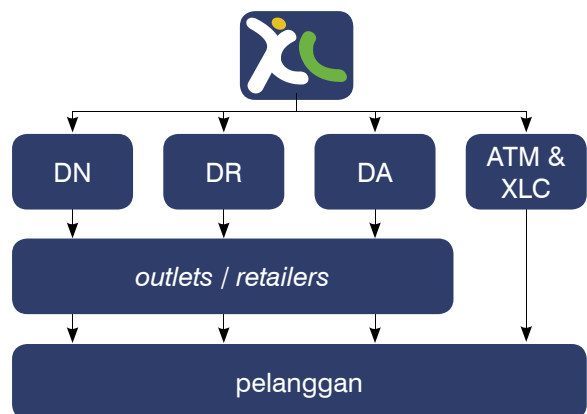 XL
DN
DR
DA
ATM &
XLC
outlets / retailers
pelanggan